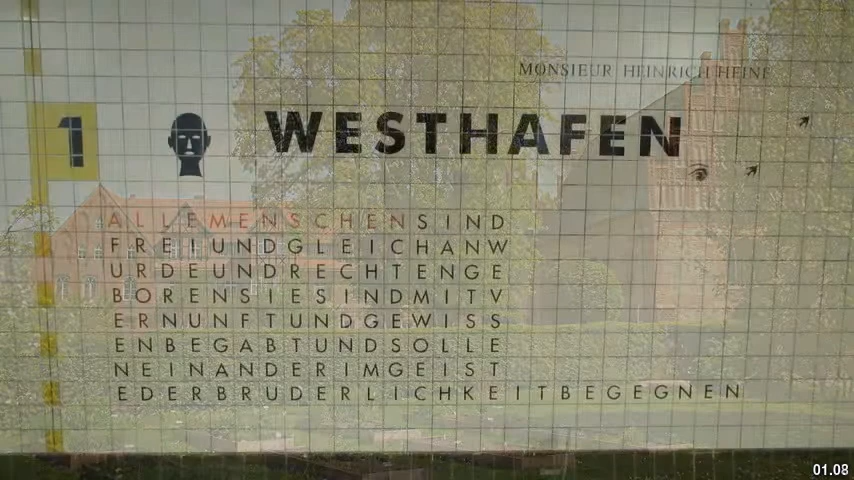 MONSIEUR HEINRICH HEINE
1
WESTHAFEN
ALLEMENSCHENSIND
FREIUNDGLEICHANW
URDEUNDRECHTENGE
BORENSIESINDMITV
ERNUNFTUNDGEWISS
ENBEGABTUNDSOLLE
NEINANDERIMGEIST
EDERBRUDERLICHKEITBEGEGNEN
01.08